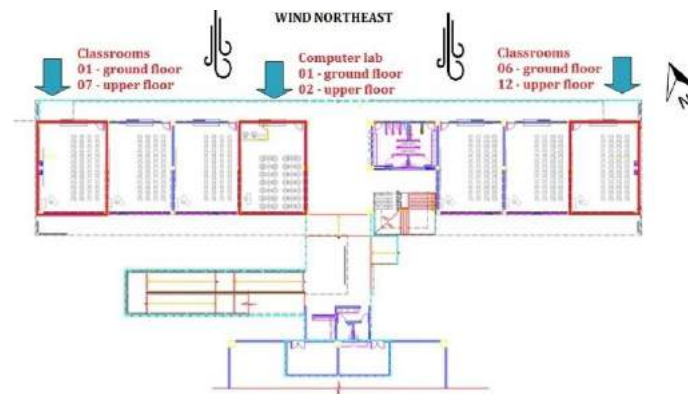 WIND NORTHEAST
Classrooms
01 - ground floor
07 - upper floor
Computer lab
01 - ground floor
02 - upper floor
Classrooms
06 - ground floor
12 - upper floor
N